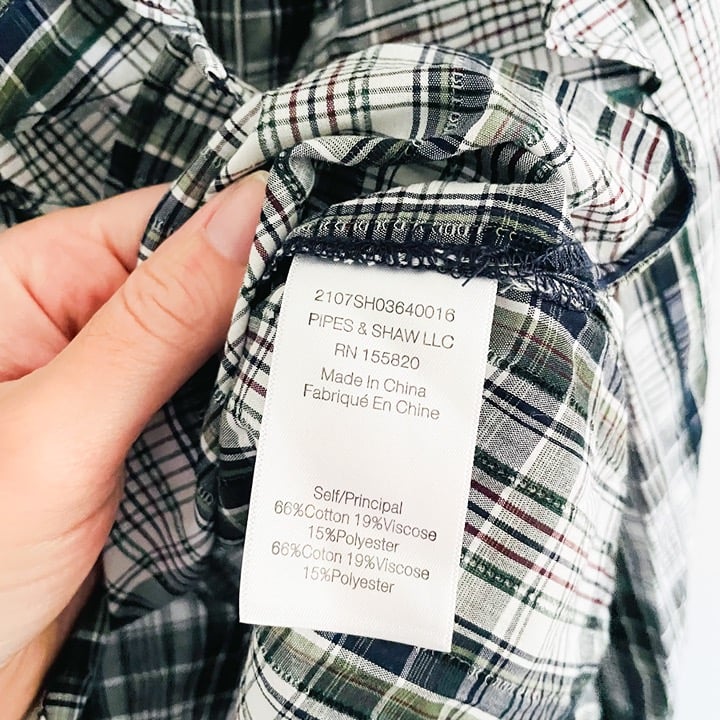 2107SH03640016
PIPES & SHAW LLC
RN 155820
Made In China
Fabriqué En Chine
Self/Principal
66%Cotton 19%Viscose
15%Polyester
66%Coton 19%Viscose
15%Polyester